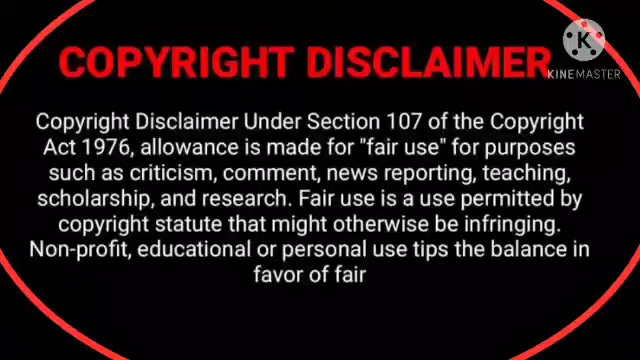 COPYRIGHT DISCLAIMER
KINEMASTER
Copyright Disclaimer Under Section 107 of the Copyright
Act 1976, allowance is made for "fair use" for purposes
such as criticism, comment, news reporting, teaching,
scholarship, and research. Fair use is a use permitted by
copyright statute that might otherwise be infringing.
Non-profit, educational or personal use tips the balance in
favor of fair